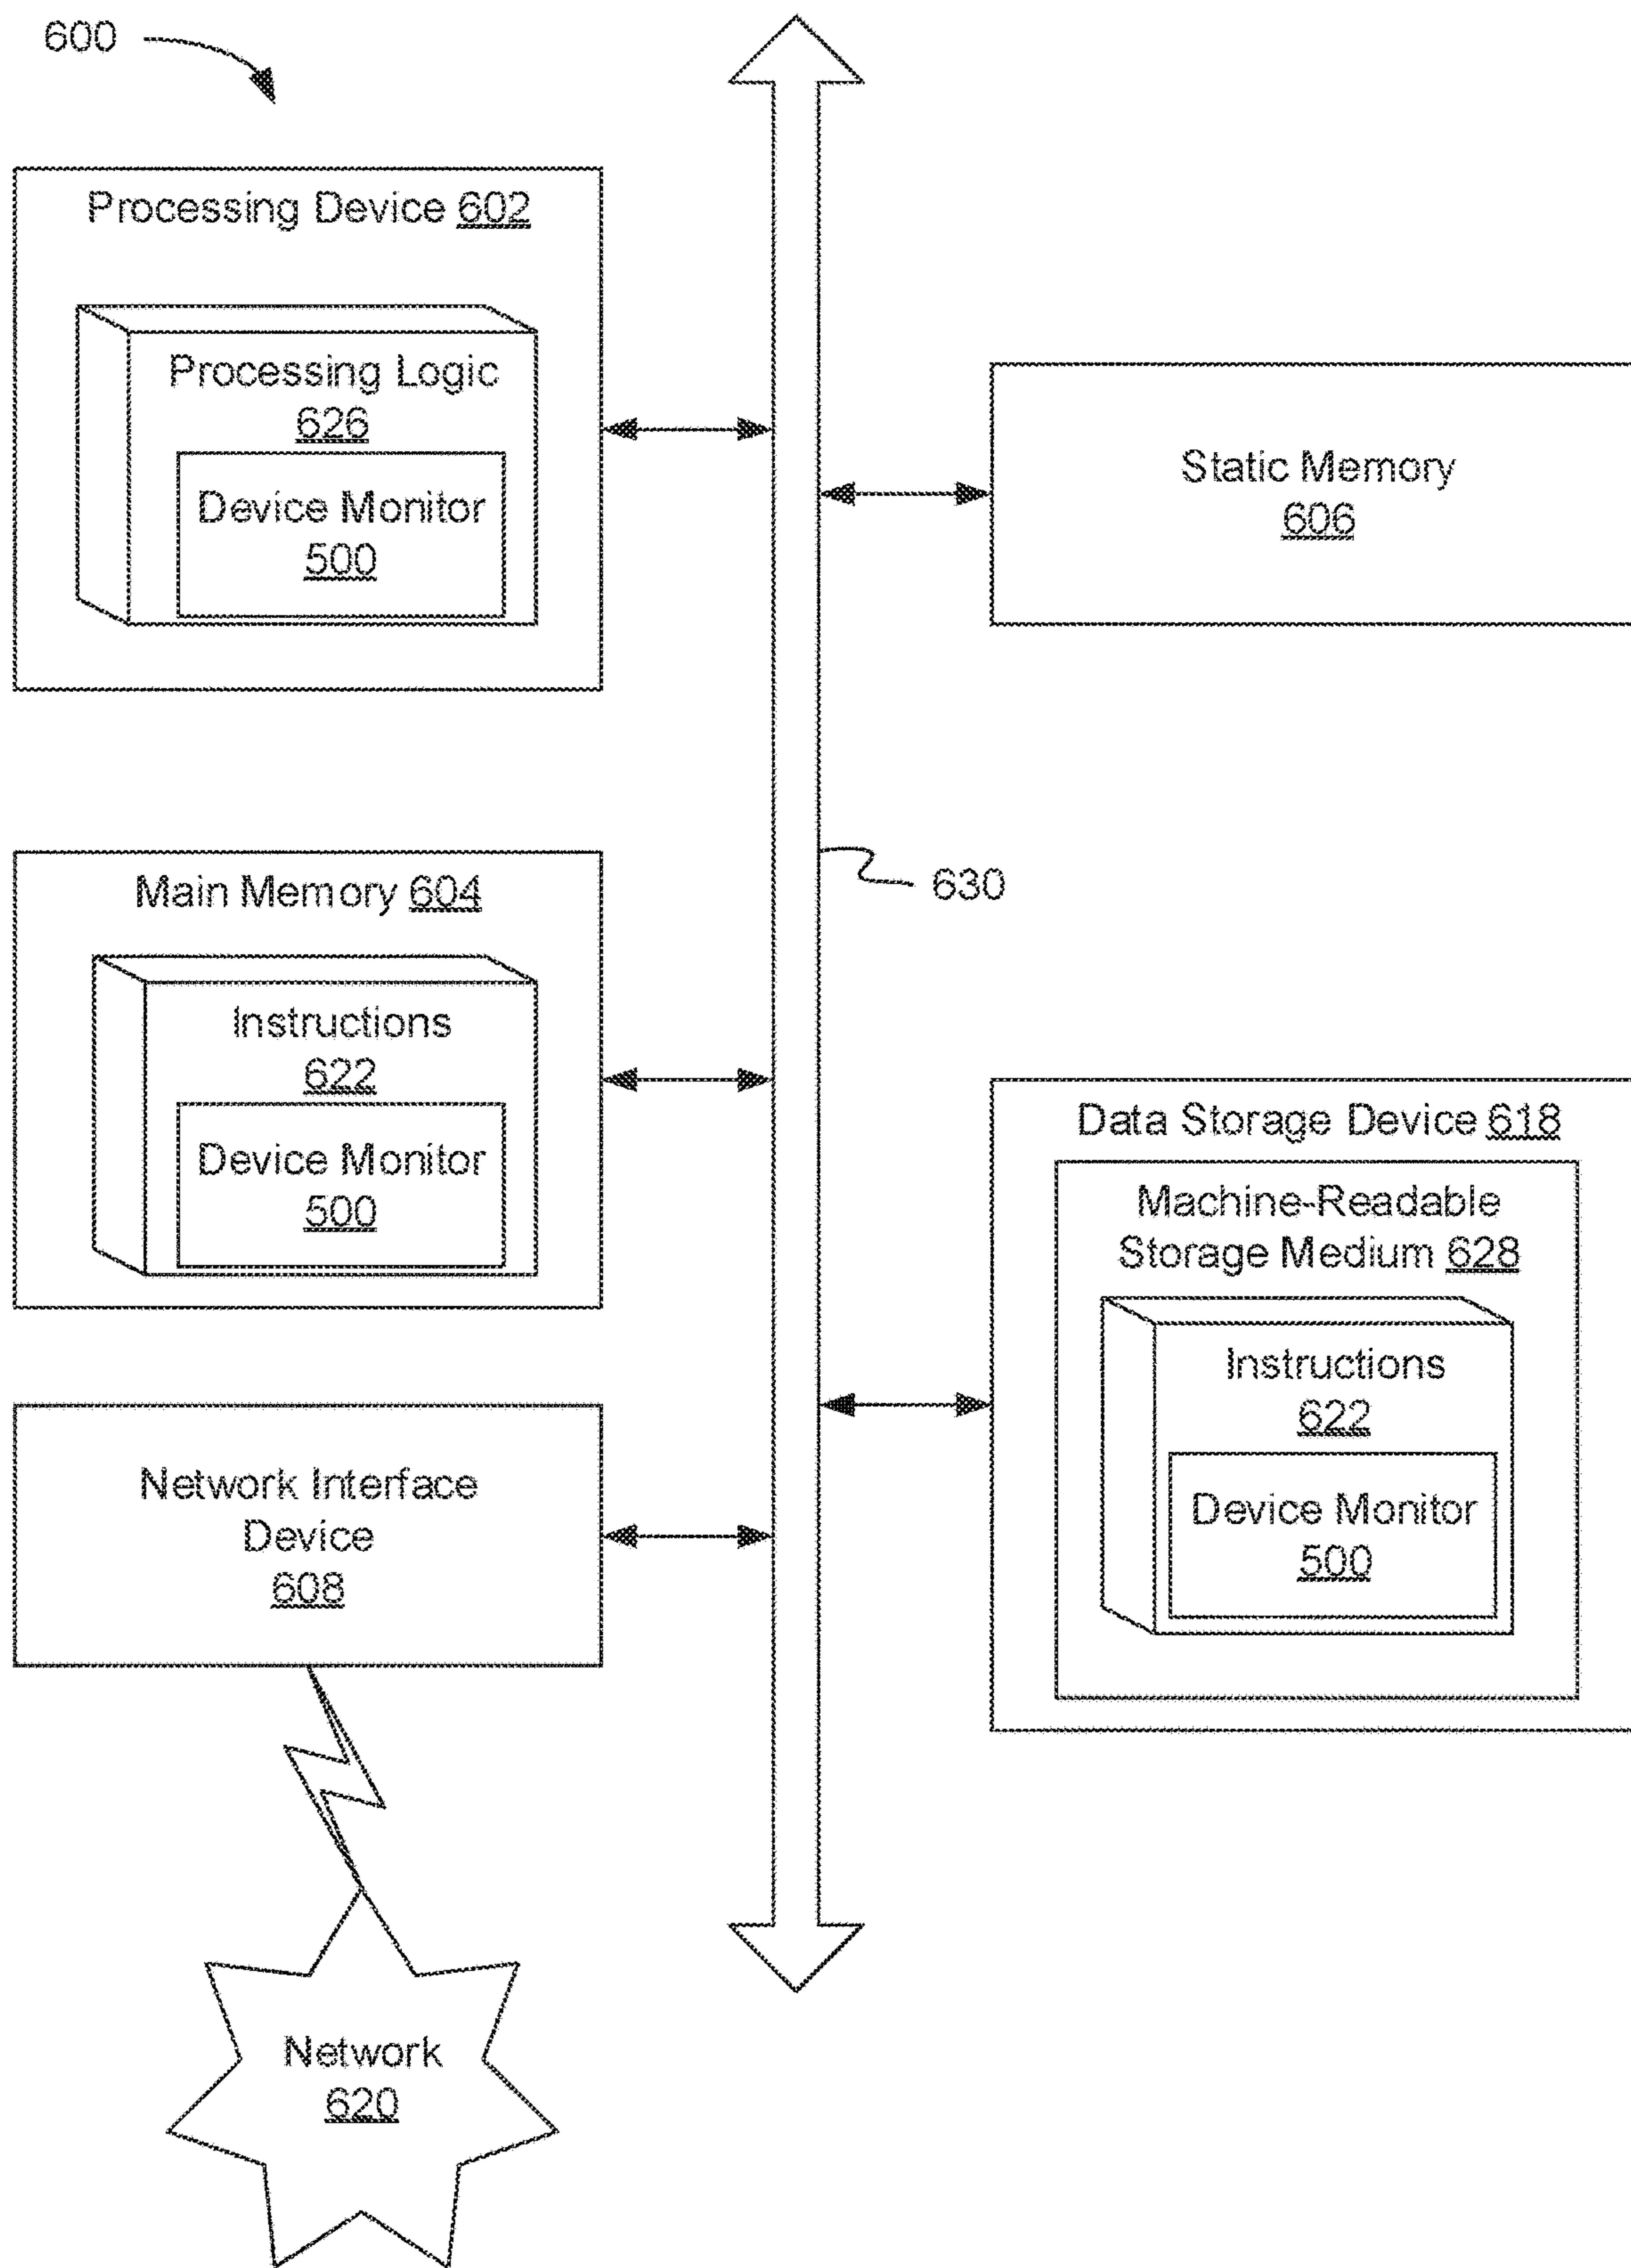 600
Processing Device 602
Processing Logic
626
Device Monitor
500
Static Memory
606
630
Main Memory 604
Instructions
622
Device Monitor
500
Data Storage Device 618
Machine-Readable
Storage Medium 628
Instructions
622
Device Monitor
500
Network Interface
Device
608
Network
620